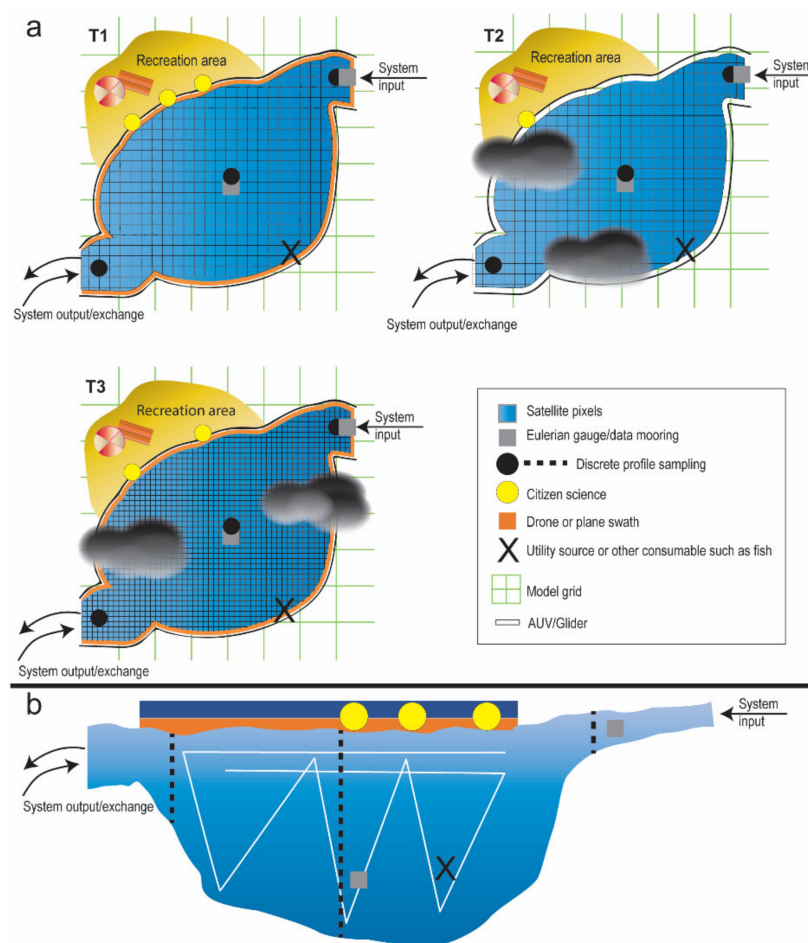 a
T1
Recreation area
System
input
System output/exchange
T2
Recreation area
System
input
System output/exchange
T3
Recreation area
System
input
System output/exchange
Satellite pixels
Eulerian gauge/data mooring
Discrete profile sampling
Citizen science
Drone or plane swath
X Utility source or other consumable such as fish
Model grid
AUV/Glider
X
X
X
b
System
input
System output/exchange
X